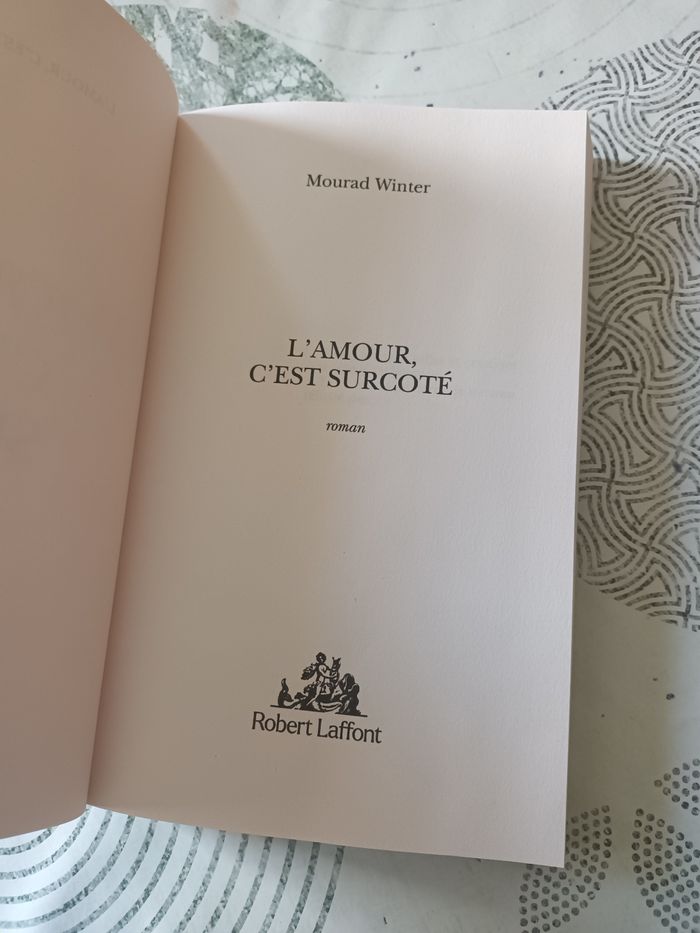 Mourad Winter
L'AMOUR,
C'EST SURCOTÉ
roman
Robert Laffont